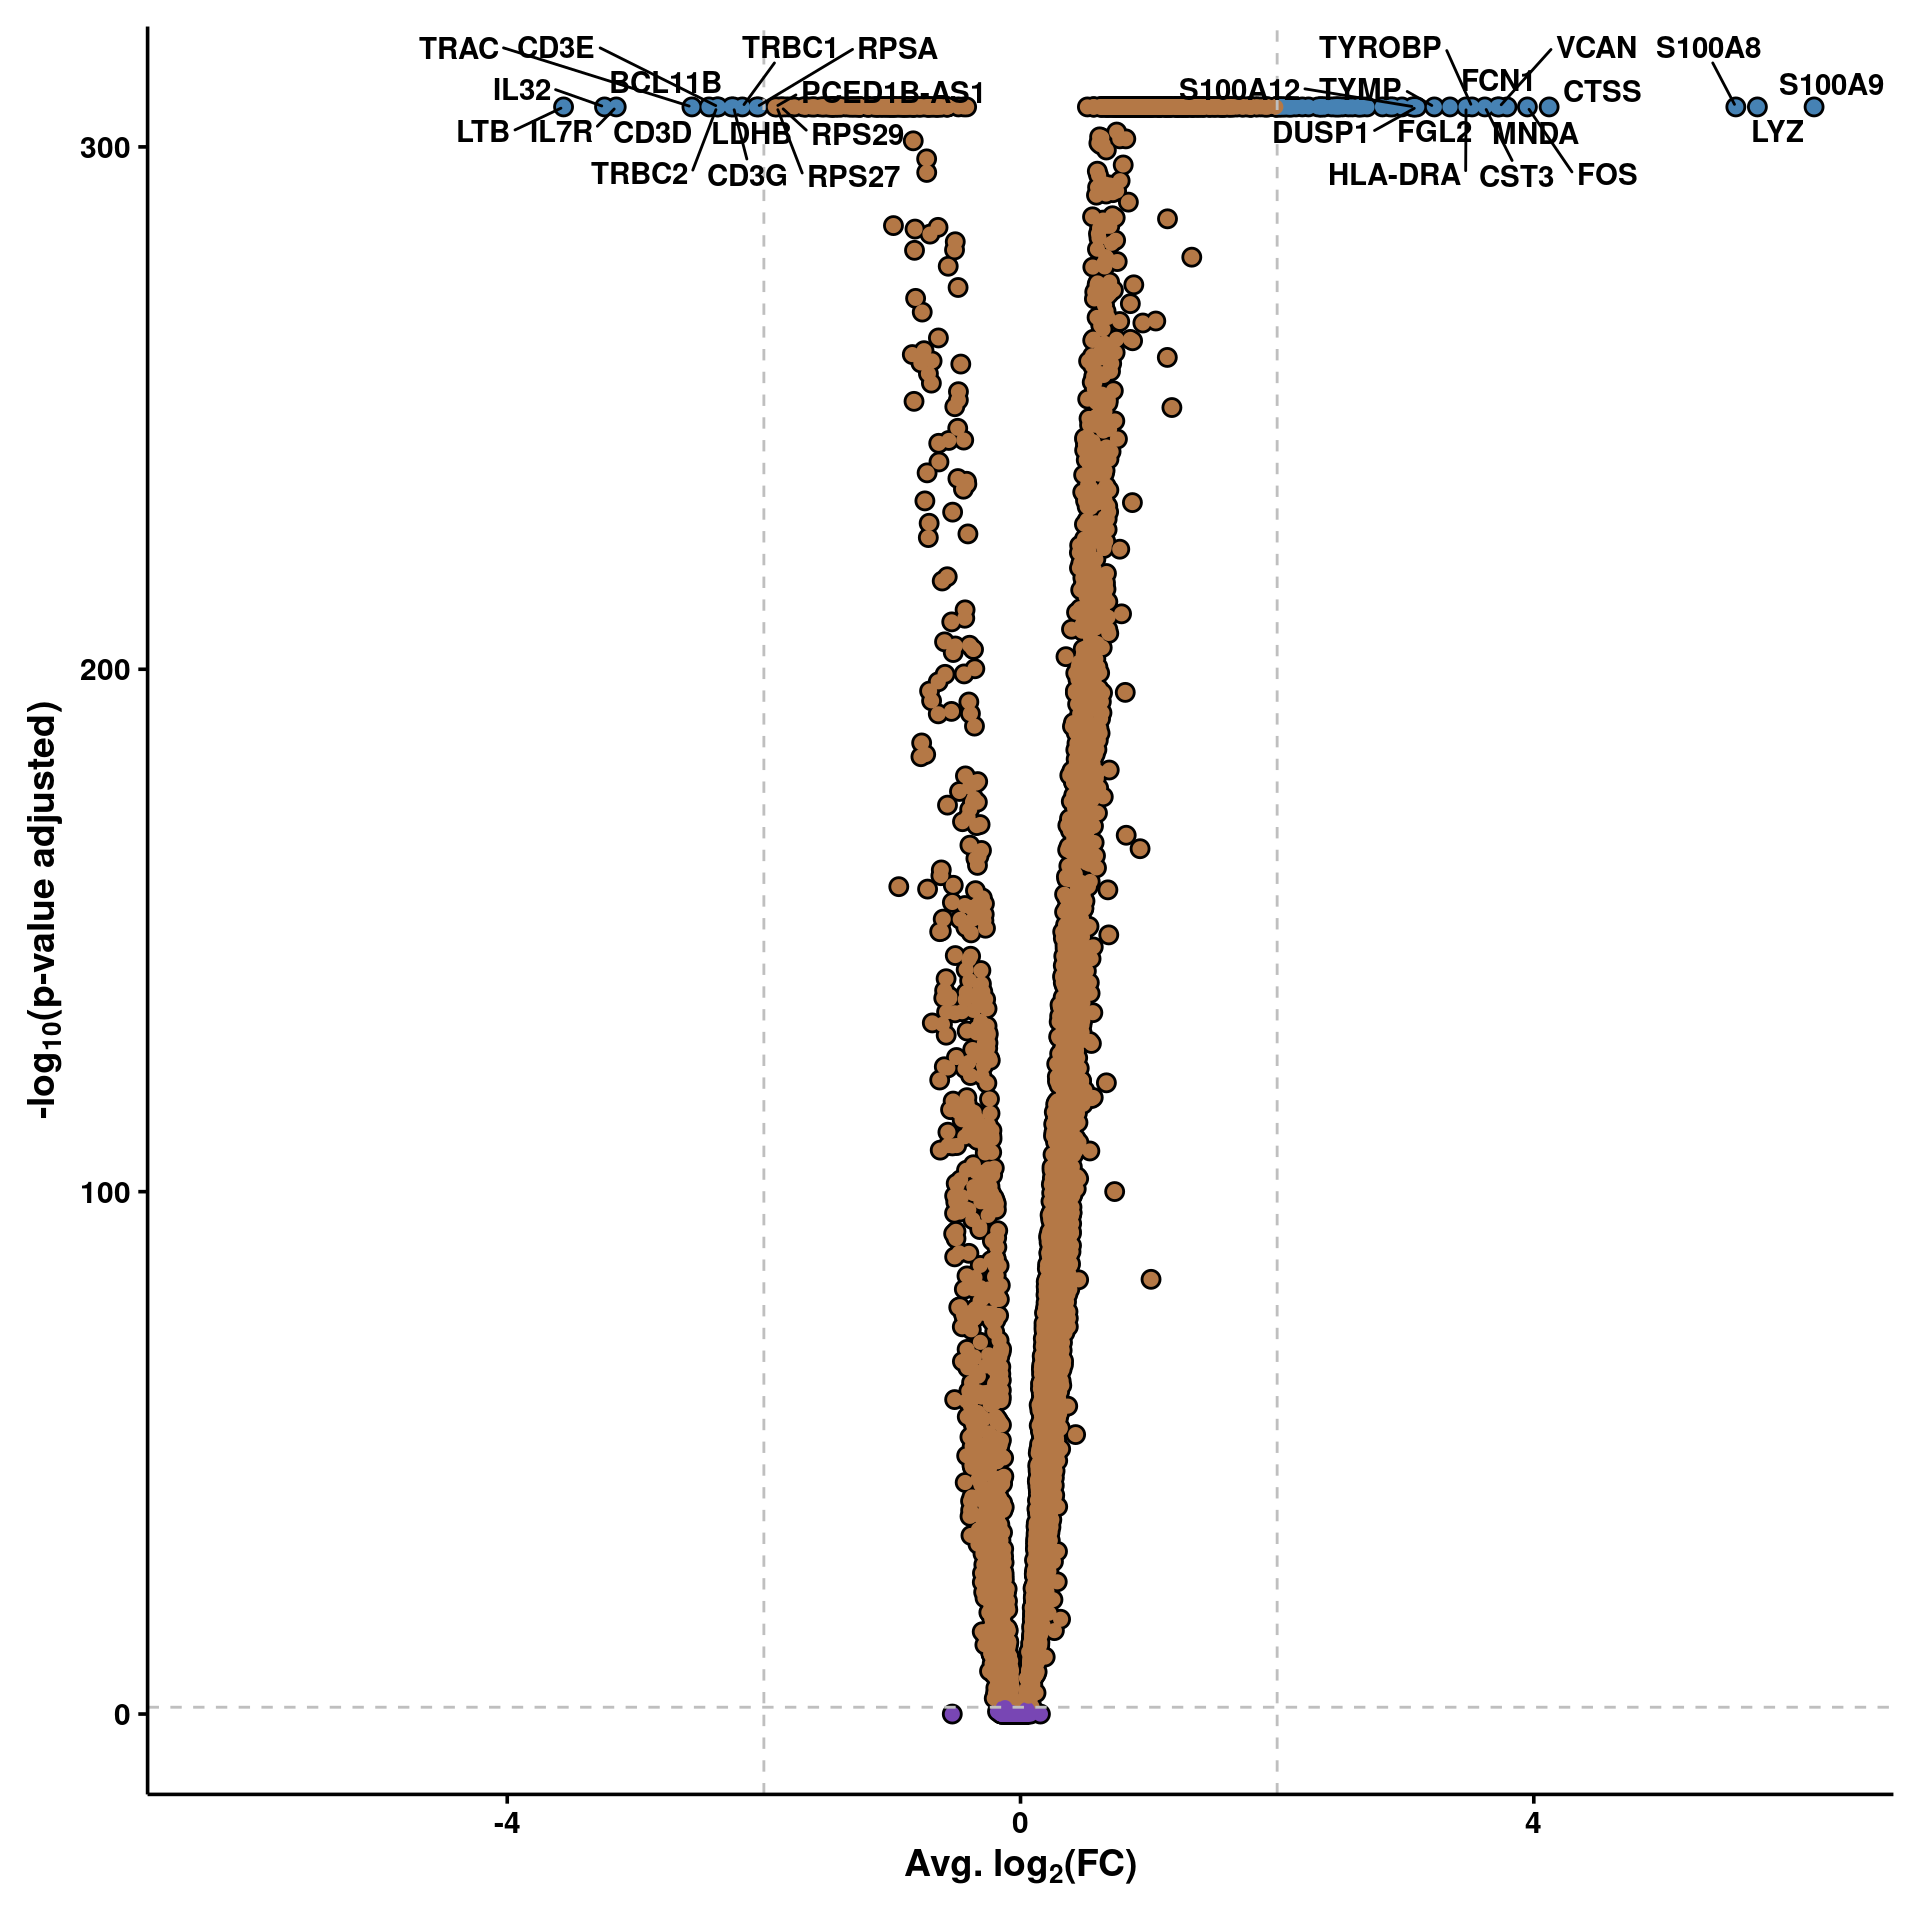 TRAC CD3E TRBC1 RPSA TYROBP VCAN S100A8
IL32 BCL11B PCED1B-AS1 S100A12 TYMP FCN1 CTSS S100A9
LTB IL7R CD3D LDHB RPS29 DUSP1 FGL2 MNDA LYZ
TRBC2 CD3G RPS27 HLA-DRA CST3 FOS
300
200
100
0
-log10(p-value adjusted)
-4 0 4
Avg. log2(FC)